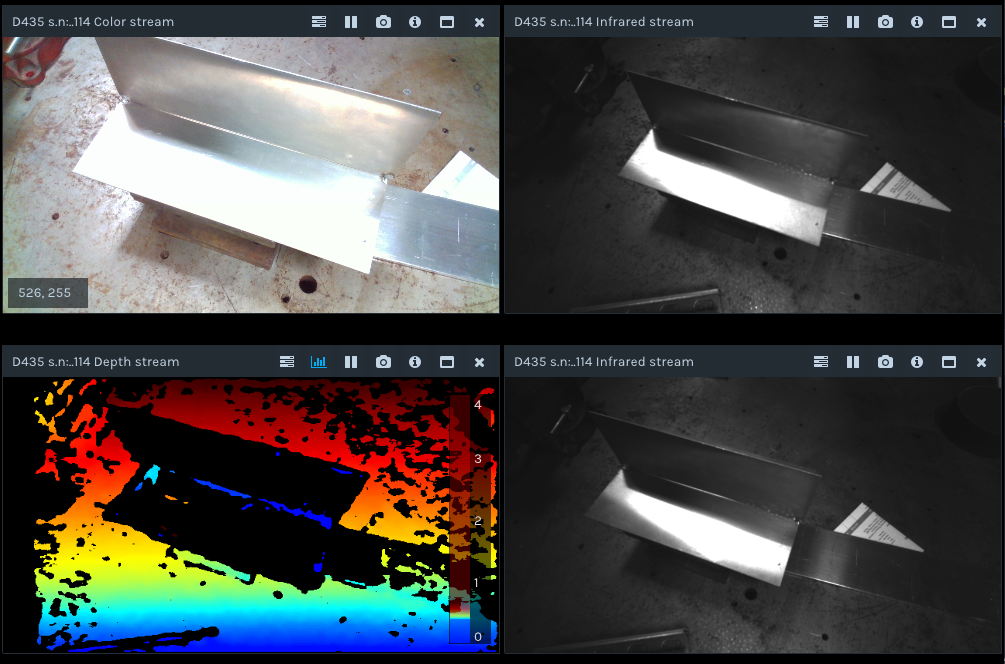 D435 s.n:..114 Color stream
D435 s.n:..114 Infrared stream
526, 255
D435 s.n:..114 Depth stream
D435 s.n:..114 Infrared stream
4
3
2
1
0